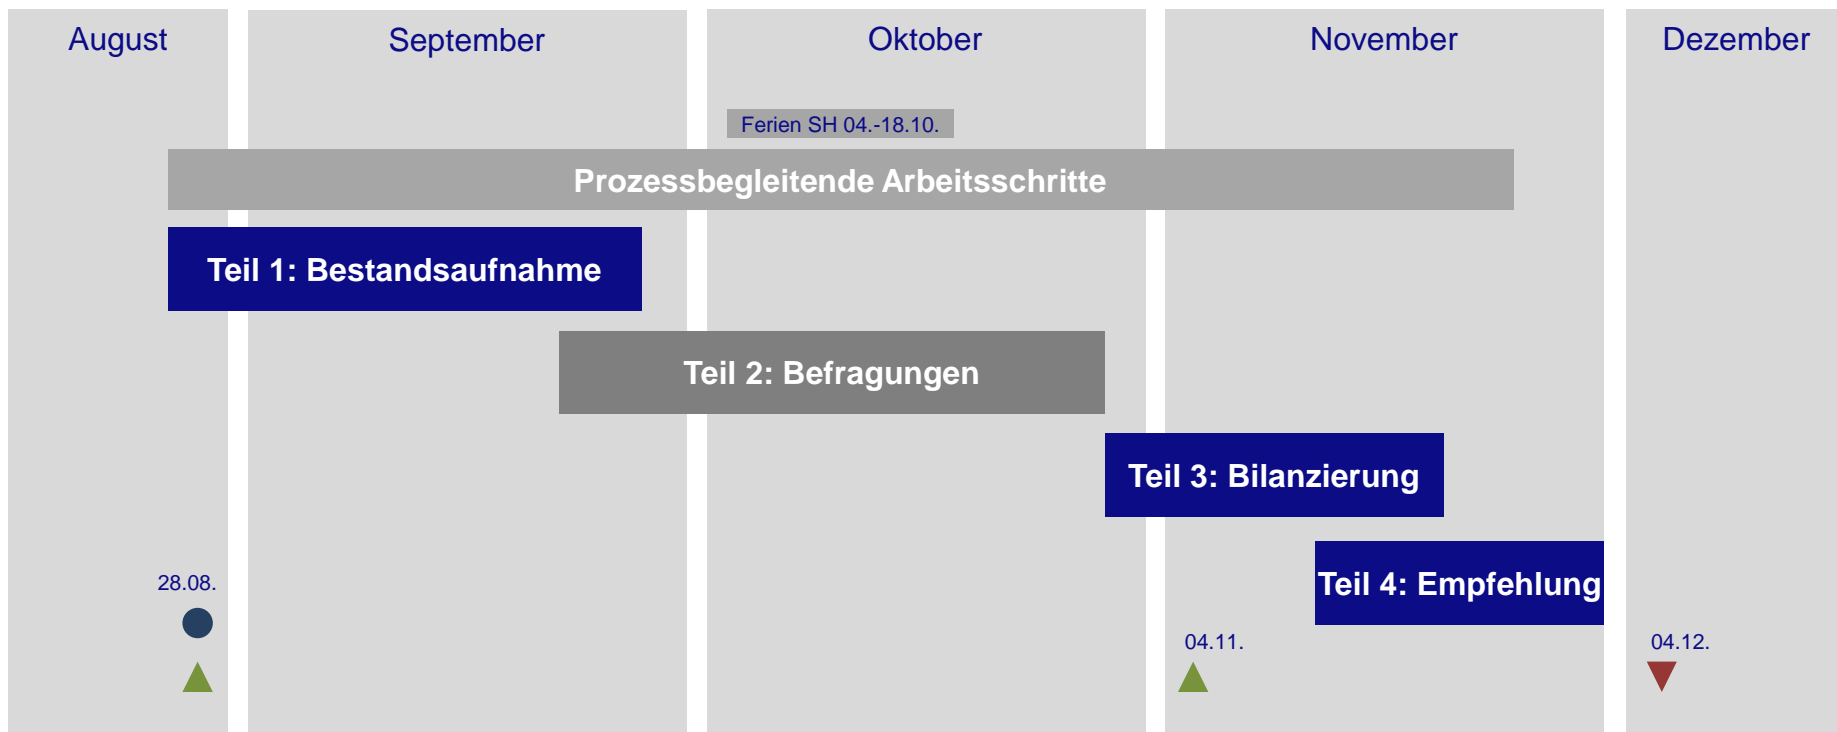 August
September
Oktober
November
Dezember
Ferien SH 04.-18.10.
Prozessbegleitende Arbeitsschritte
Teil 1: Bestandsaufnahme
Teil 2: Befragungen
Teil 3: Bilanzierung
Teil 4: Empfehlung
28.08.
04.11.
04.12.